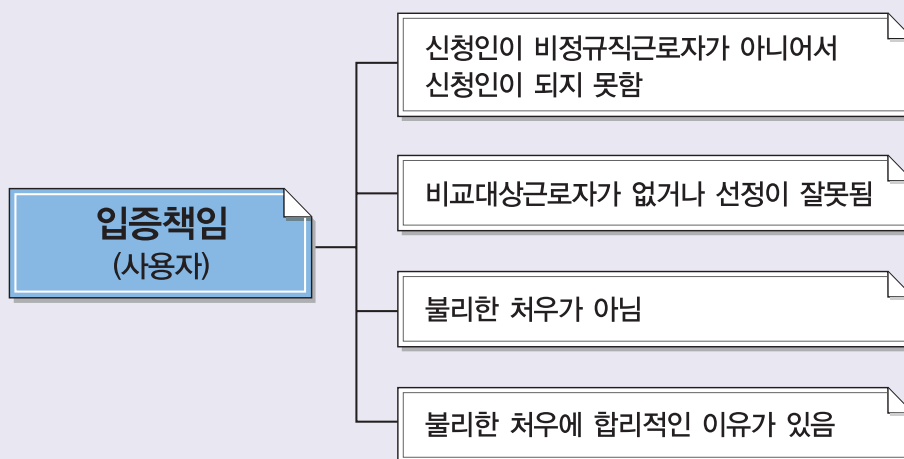 입증책임
(사용자)
신청인이 비정규직근로자가 아니어서
신청인이 되지 못함
비교대상근로자가 없거나 선정이 잘못됨
불리한 처우가 아님
불리한 처우에 합리적인 이유가 있음